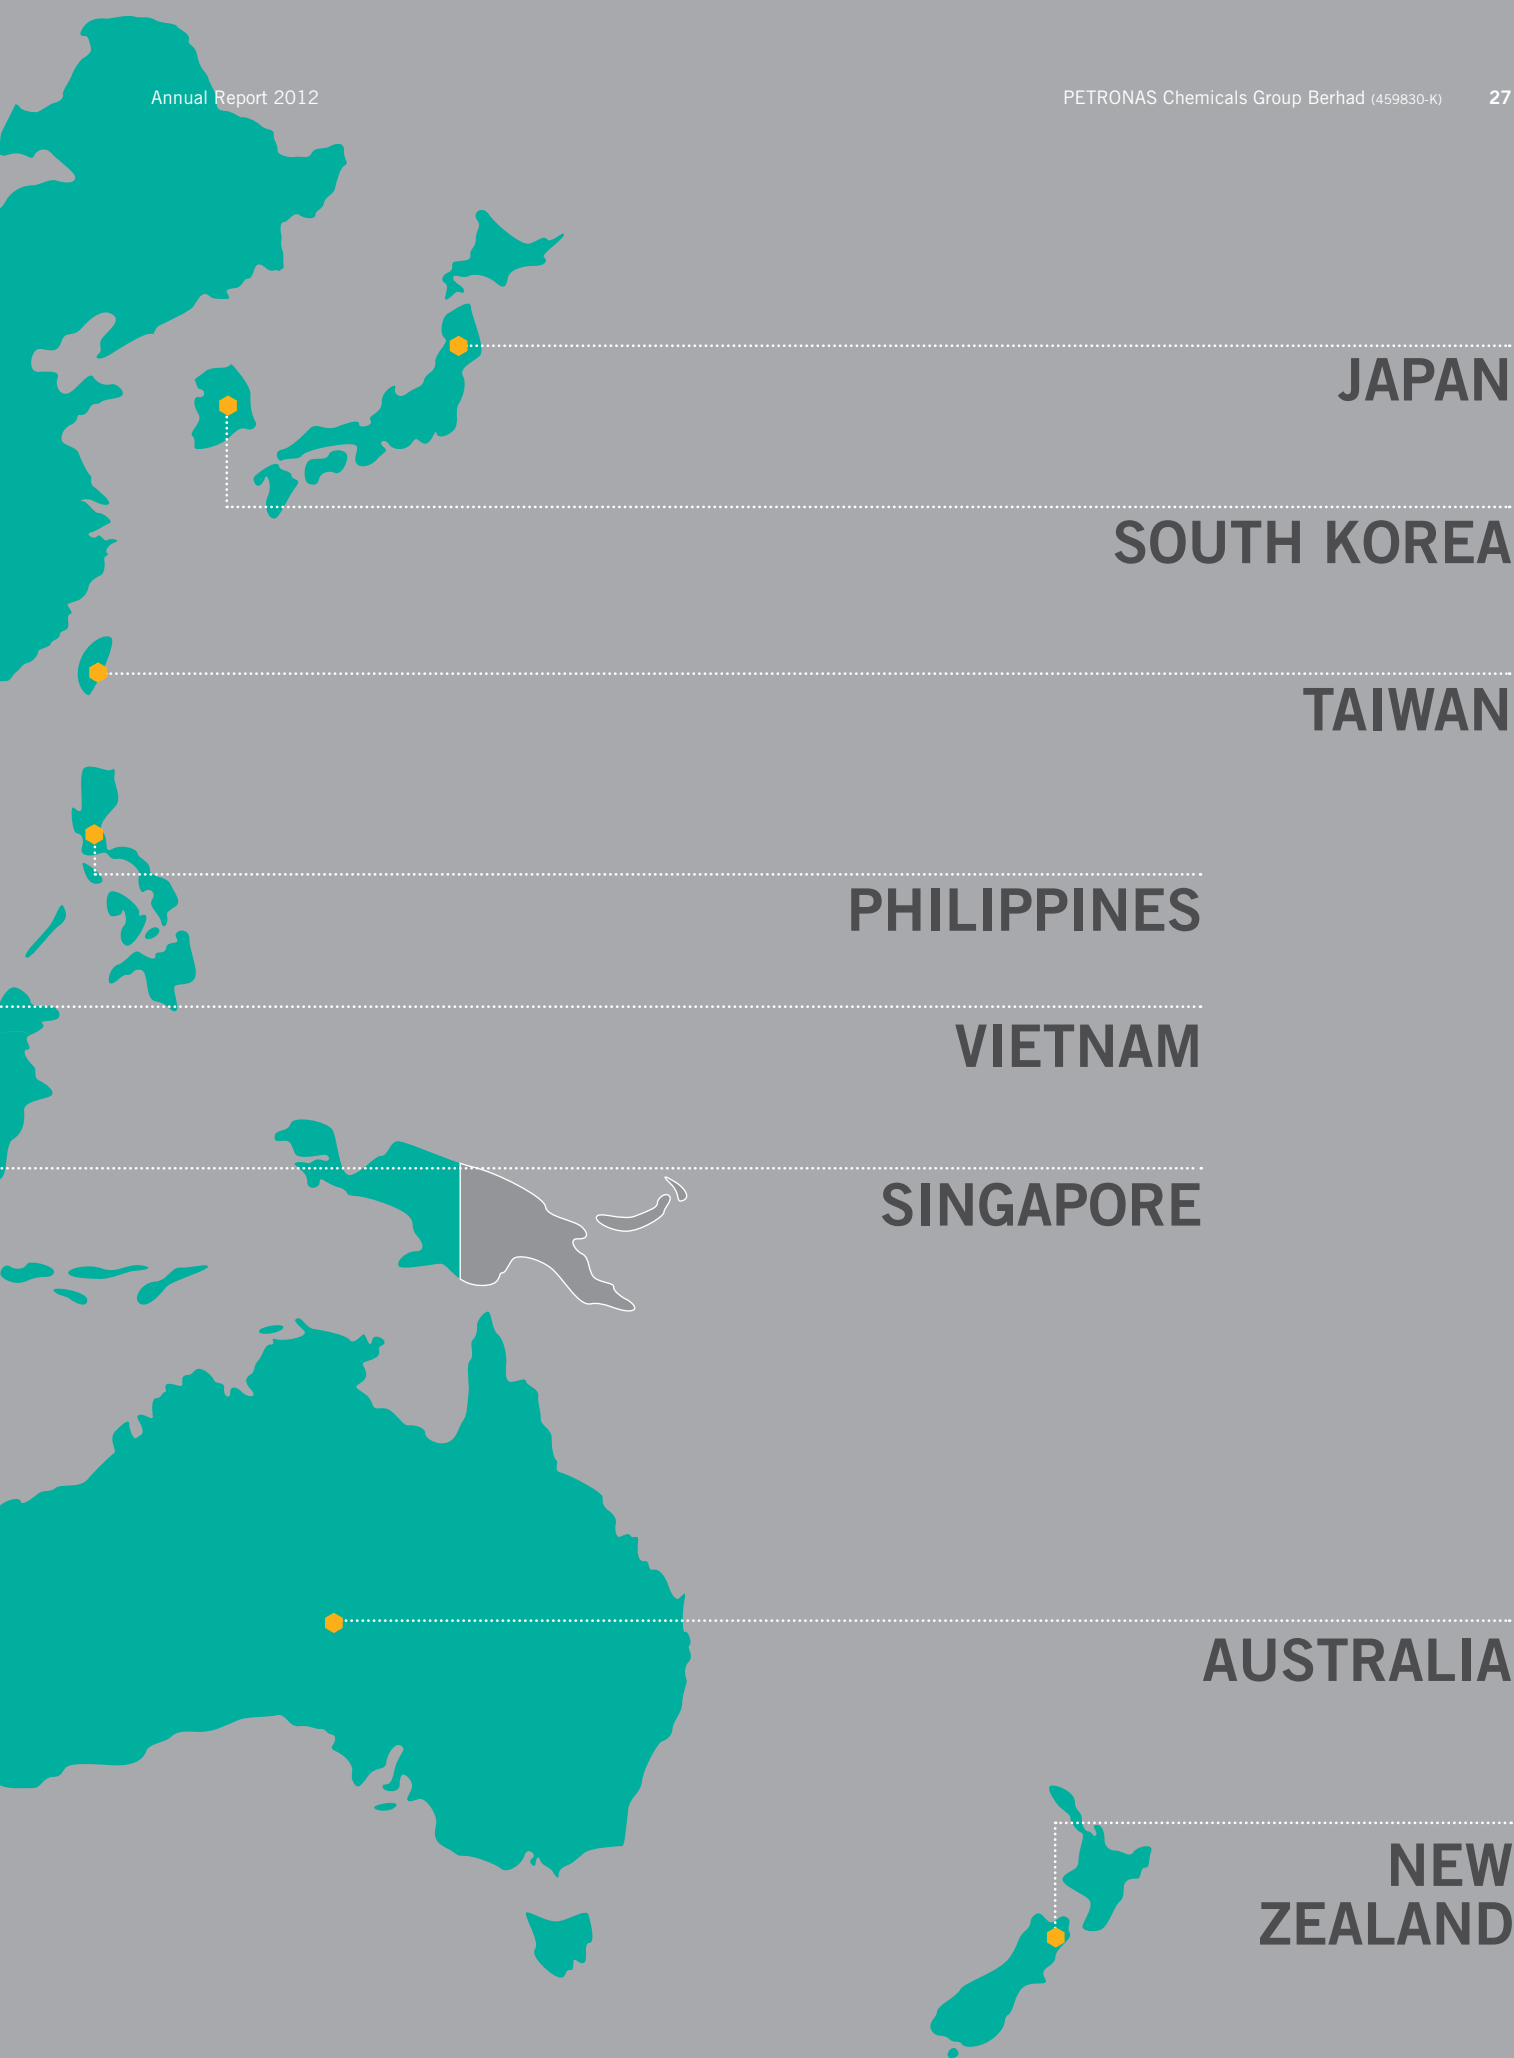 Annual Report 2012
PETRONAS Chemicals Group Berhad (459830-K) 27
JAPAN
SOUTH KOREA
TAIWAN
PHILIPPINES
VIETNAM
SINGAPORE
AUSTRALIA
NEW
ZEALAND